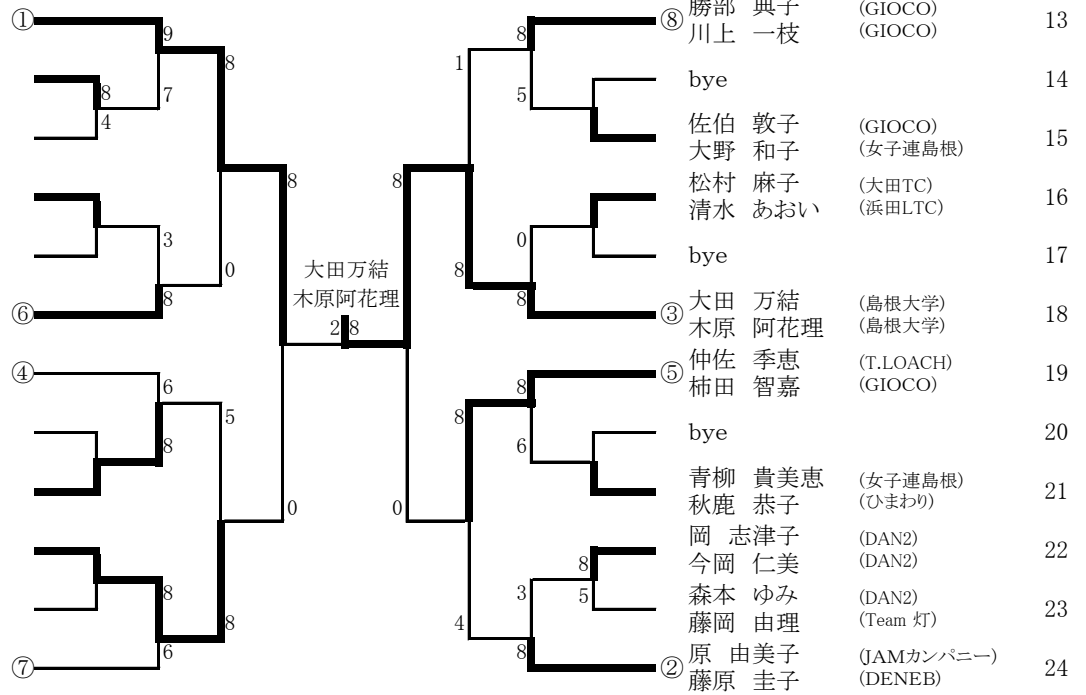 ①
9
8
7
8
4
3
0
8
⑥
8
④
6
5
8
0
8
8
6
⑦
大田万結
木原阿花理
2 8
8
1
5
8
0
8
8
8
8
6
0
8
5
3
4
8
⑧ 勝部 典子 (GIOCO) 13
川上 一枝 (GIOCO)
bye 14
佐伯 敦子 (GIOCO) 15
大野 和子 (女子連島根)
松村 麻子 (大田TC) 16
清水 あおい (浜田LTC)
bye 17
③ 大田 万結 (島根大学) 18
木原 阿花理 (島根大学)
⑤ 仲佐 季恵 (T.LOACH) 19
柿田 智嘉 (GIOCO)
bye 20
青柳 貴美恵 (女子連島根) 21
秋鹿 恭子 (ひまわり)
岡 志津子 (DAN2) 22
今岡 仁美 (DAN2)
森本 ゆみ (DAN2) 23
藤岡 由理 (Team 灯)
② 原 由美子 (JAMカンパニー) 24
藤原 圭子 (DENEB)